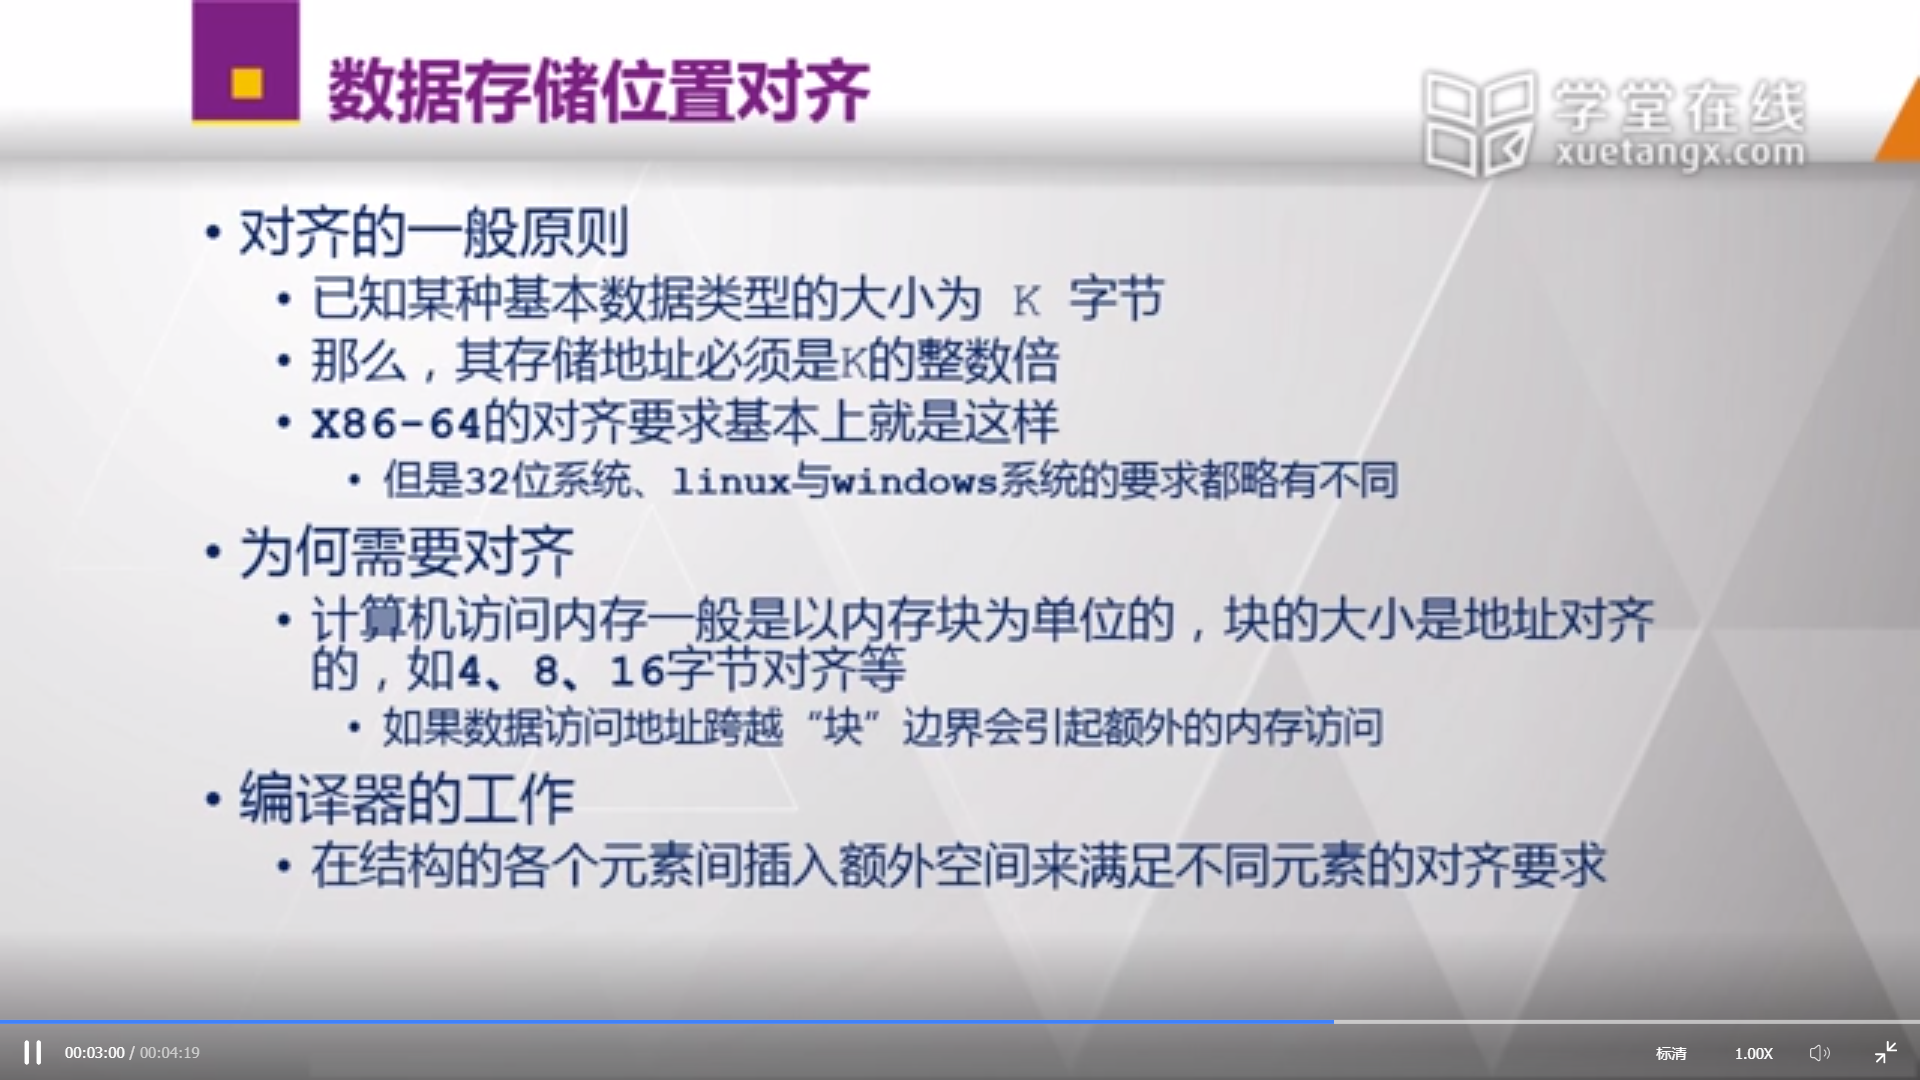 数据存储位置对齐
学堂在线
xuetangx.com
• 对齐的一般原则
• 已知某种基本数据类型的大小为 K 字节
• 那么，其存储地址必须是K的整数倍
• X86-64的对齐要求基本上就是这样
• 但是32位系统、linux与windows系统的要求都略有不同
• 为何需要对齐
• 计算机访问内存一般是以内存块为单位的，块的大小是地址对齐
的，如4、8、16字节对齐等
• 如果数据访问地址跨越“块”边界会引起额外的内存访问
• 编译器的工作
• 在结构的各个元素间插入额外空间来满足不同元素的对齐要求
00:03:00 / 00:04:19
标清
1.00X